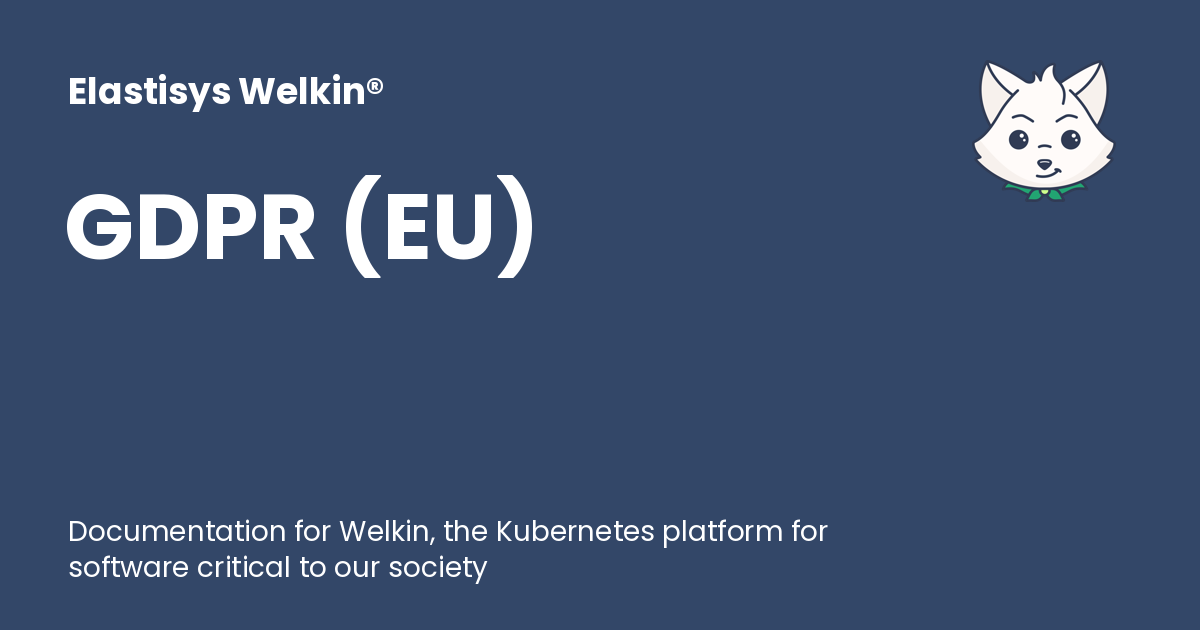 Elastisys Welkin®
GDPR (EU)
Documentation for Welkin, the Kubernetes platform for
software critical to our society